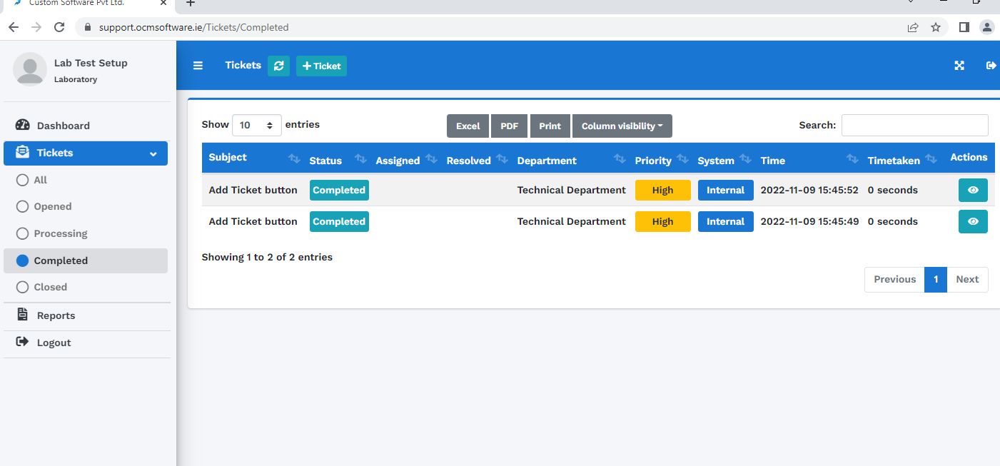 Custom Software Pvt Ltd.
support.ocmsoftware.ie/Tickets/Completed
Lab Test Setup
Laboratory
Dashboard
Tickets
All
Opened
Processing
Completed
Closed
Reports
Logout
Tickets
Ticket
Show 10 entries
Excel PDF Print Column visibility
Search:
Subject Status Assigned Resolved Department Priority System Time Timetaken Actions
Add Ticket button Completed Technical Department High Internal 2022-11-09 15:45:52 0 seconds
Add Ticket button Completed Technical Department High Internal 2022-11-09 15:45:49 0 seconds
Showing 1 to 2 of 2 entries
Previous 1 Next